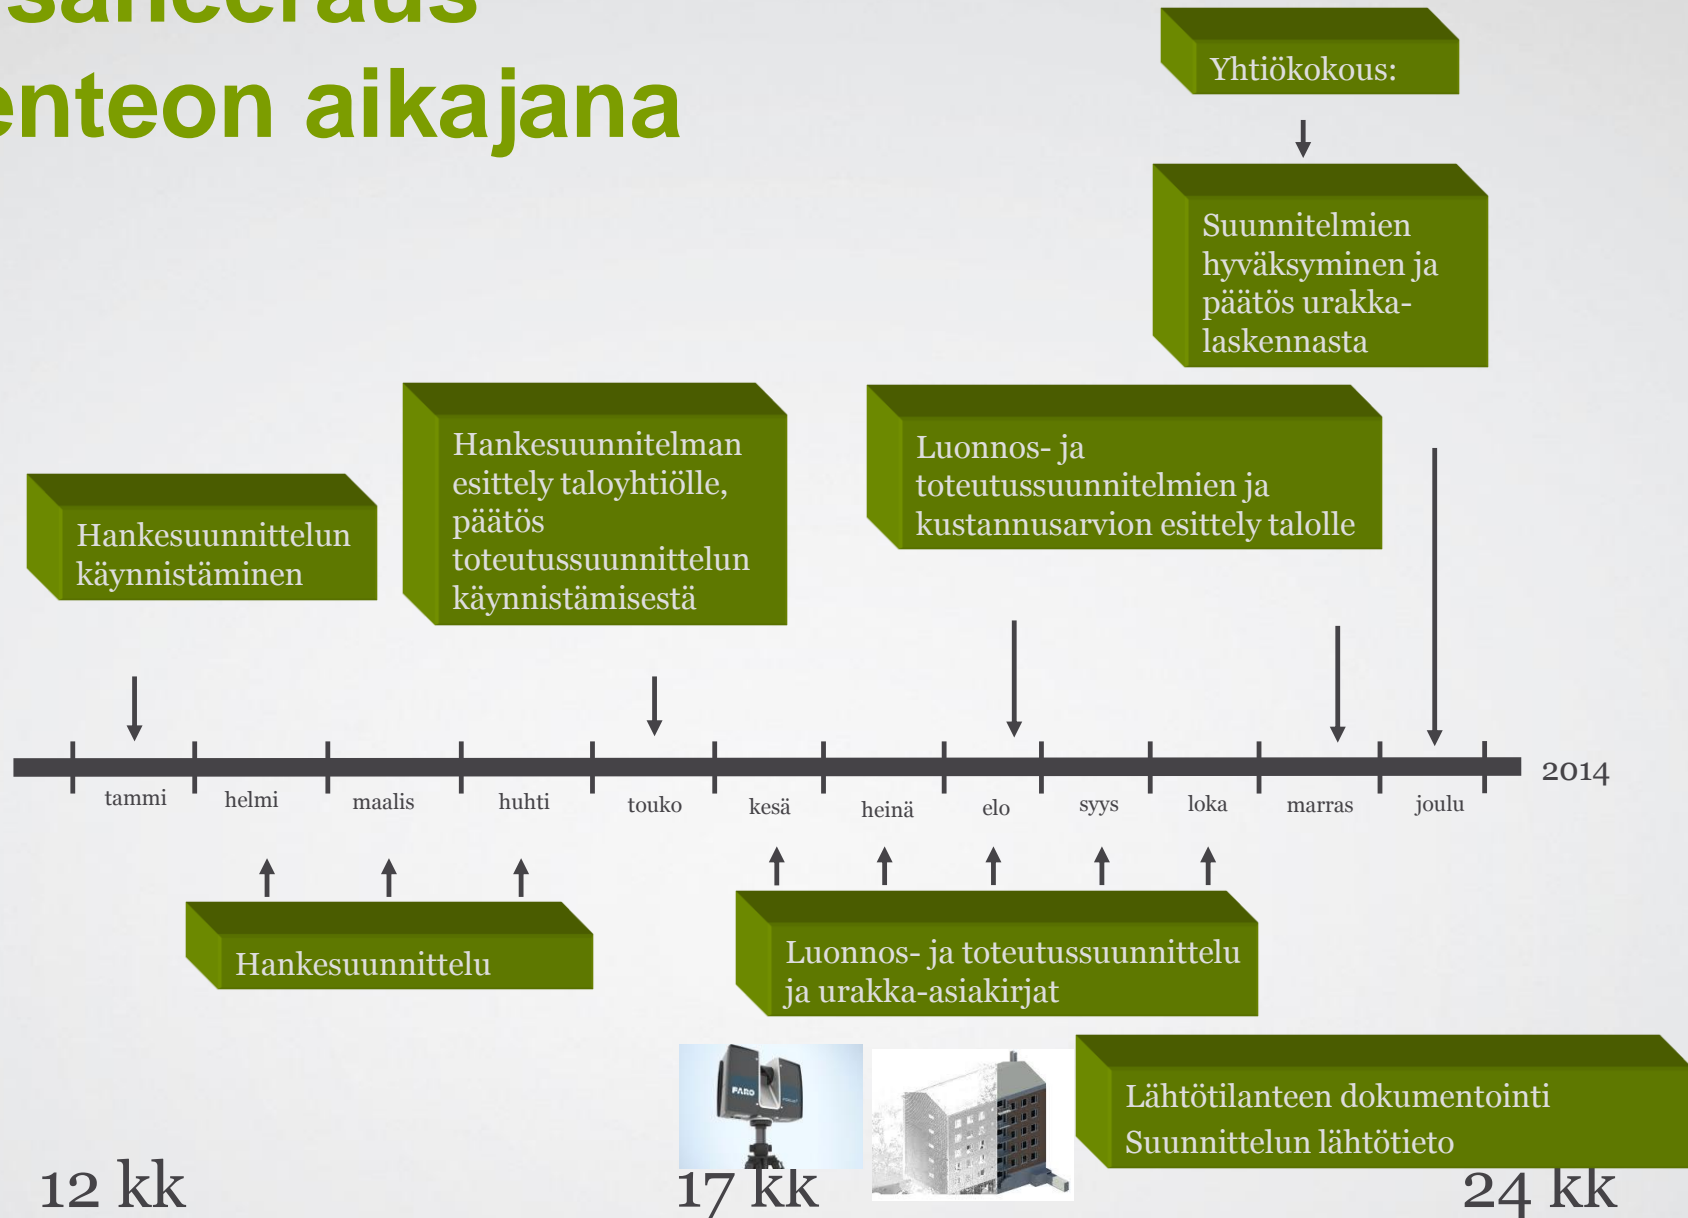 saneeraus
enteon aikajana
Yhtiökokous:
Suunnitelmien
hyväksyminen ja
päätös urakka-
laskennasta
Hankesuunnittelun
käynnistäminen
Hankesuunnitelman
esittely taloyhtiölle,
päätös
toteutussuunnittelun
käynnistämisestä
Luonnos- ja
toteutussuunnitelmien ja
kustannusarvion esittely talolle
2014
tammi helmi maalis huhti touko kesä heinä elo syys loka marras joulu
Hankesuunnittelu
Luonnos- ja toteutussuunnittelu
ja urakka-asiakirjat
FARO
Lähtötilanteen dokumentointi
Suunnittelun lähtötieto
12 kk 17 kk 24 kk